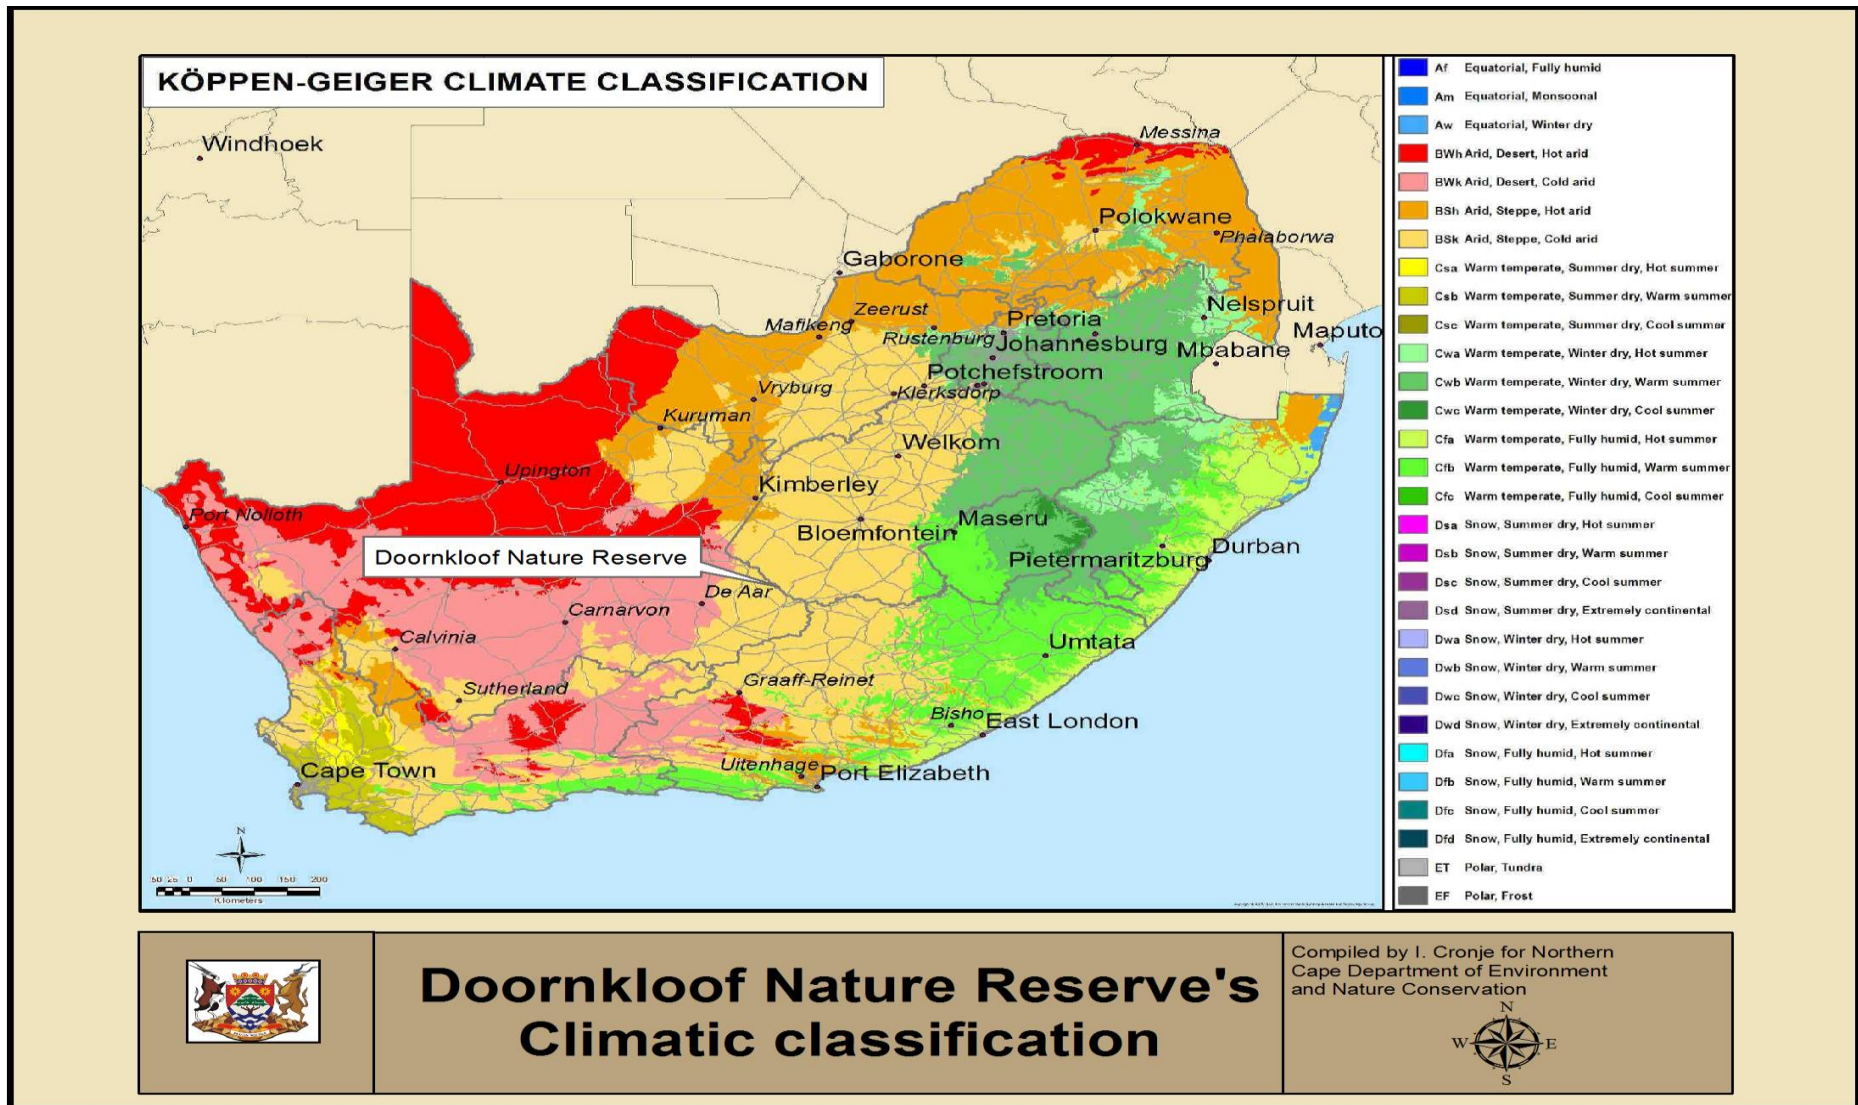 KÖPPEN-GEIGER CLIMATE CLASSIFICATION
Windhoek
Messina
Polokwane
Phalaborwa
Gaborone
Zeerust
Nelspruit
Mafikeng
Pretoria
Rustenburg
Johannesburg
Maputo
Mbabane
Potchefstroom
Vryburg
Klerksdorp
Kuruman
Welkom
Upington
Kimberley
Port Nolloth
Bloemfontein
Maseru
Durban
Doornkloof Nature Reserve
Pietermaritzburg
De Aar
Carnarvon
Calvinia
Umtata
Graaff-Reinet
Sutherland
Bisho
East London
Uitenhage
Cape Town
Port Elizabeth
N
50 25 0 50 100 150 200
Kilometers
Af Equatorial, Fully humid
Am Equatorial, Monsoonal
Aw Equatorial, Winter dry
BWh Arid, Desert, Hot arid
BWk Arid, Desert, Cold arid
BSh Arid, Steppe, Hot arid
BSk Arid, Steppe, Cold arid
Csa Warm temperate, Summer dry, Hot summer
Csb Warm temperate, Summer dry, Warm summer
Csc Warm temperate, Summer dry, Cool summer
Cwa Warm temperate, Winter dry, Hot summer
Cwb Warm temperate, Winter dry, Warm summer
Cwc Warm temperate, Winter dry, Cool summer
Cfa Warm temperate, Fully humid, Hot summer
Cfb Warm temperate, Fully humid, Warm summer
Cfc Warm temperate, Fully humid, Cool summer
Dsa Snow, Summer dry, Hot summer
Dsb Snow, Summer dry, Warm summer
Dsc Snow, Summer dry, Cool summer
Dsd Snow, Summer dry, Extremely continental
Dwa Snow, Winter dry, Hot summer
Dwb Snow, Winter dry, Warm summer
Dwc Snow, Winter dry, Cool summer
Dwd Snow, Winter dry, Extremely continental
Dfa Snow, Fully humid, Hot summer
Dfb Snow, Fully humid, Warm summer
Dfc Snow, Fully humid, Cool summer
Dfd Snow, Fully humid, Extremely continental
ET Polar, Tundra
EF Polar, Frost
Doornkloof Nature Reserve's
Climatic classification
Compiled by I. Cronje for Northern
Cape Department of Environment
and Nature Conservation
N
W E
S